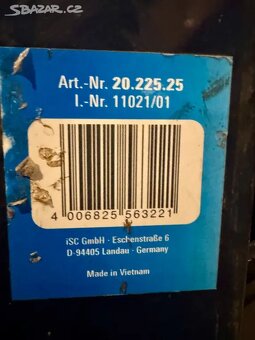 SBAZAR.CZ
Art.-Nr. 20.225.25
I.-Nr. 11021/01
4 006825 563221
iSC GmbH · Eschenstraße 6
D-94405 Landau · Germany
Made in Vietnam